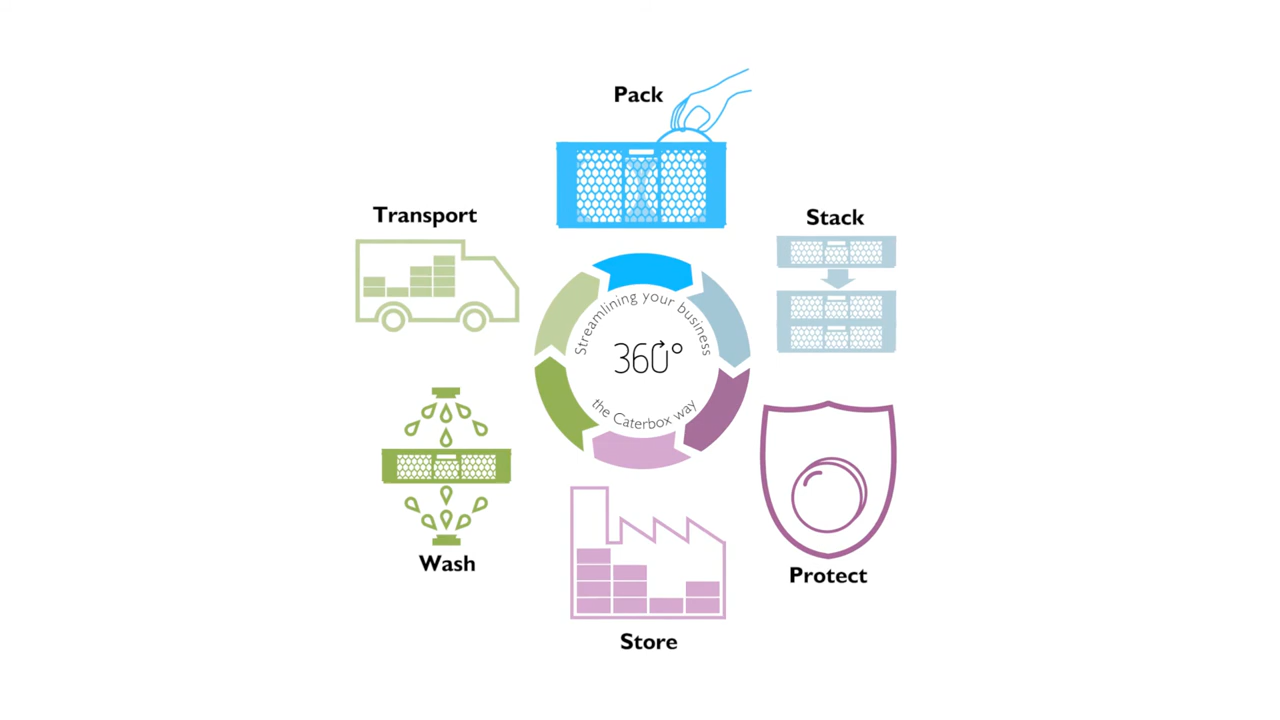 Pack
Transport
Stack
Streamlining your business
360°
the Caterbox way
Wash
Protect
Store